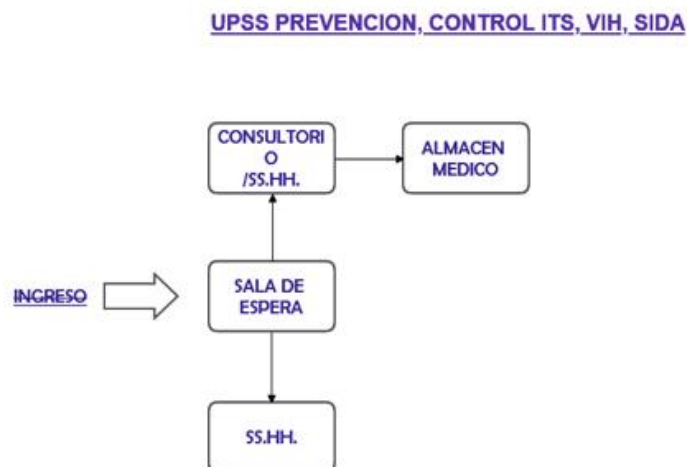 UPSS PREVENCION, CONTROL ITS, VIH, SIDA
CONSULTORI
O
/SS.HH.
ALMACEN
MEDICO
INGRESO
SALA DE
ESPERA
SS.HH.